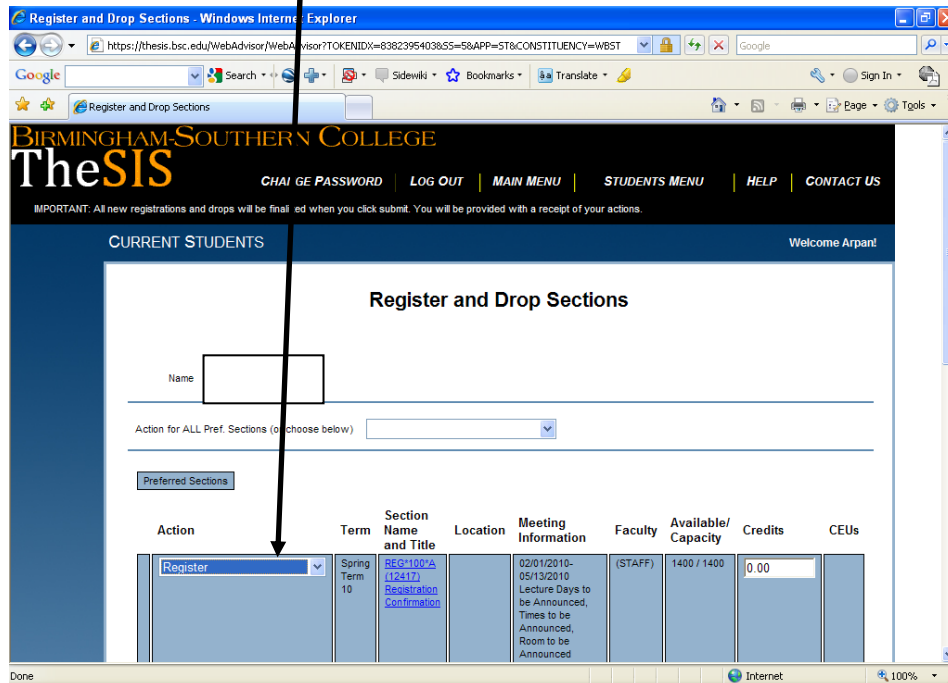 Register and Drop Sections - Windows Internet Explorer
https://thesis.bsc.edu/WebAdvisor/WebAdvisor?TOKENIDX=8382395403&SS=5&APP=ST&CONSTITUENCY=WBST
Google
Google
Search
Sidewiki
Bookmarks
Translate
Sign In
Register and Drop Sections
Page
Tools
BIRMINGHAM-SOUTHERN COLLEGE
TheSIS
CHANGE PASSWORD LOG OUT MAIN MENU STUDENTS MENU HELP CONTACT US
IMPORTANT: All new registrations and drops will be finalized when you click submit. You will be provided with a receipt of your actions.
CURRENT STUDENTS
Welcome Arpan!
Register and Drop Sections
Name
Action for ALL Pref. Sections (or choose below)
Preferred Sections
Action
Term
Section
Name
and Title
Location
Meeting
Information
Faculty
Available/
Capacity
Credits
CEUs
Register
Spring
Term
10
REG*100*A
(12417)
Registration
Confirmation
02/01/2010-
05/13/2010
Lecture Days to
be Announced,
Times to be
Announced,
Room to be
Announced
(STAFF)
1400 / 1400
0.00
Done
Internet
100%